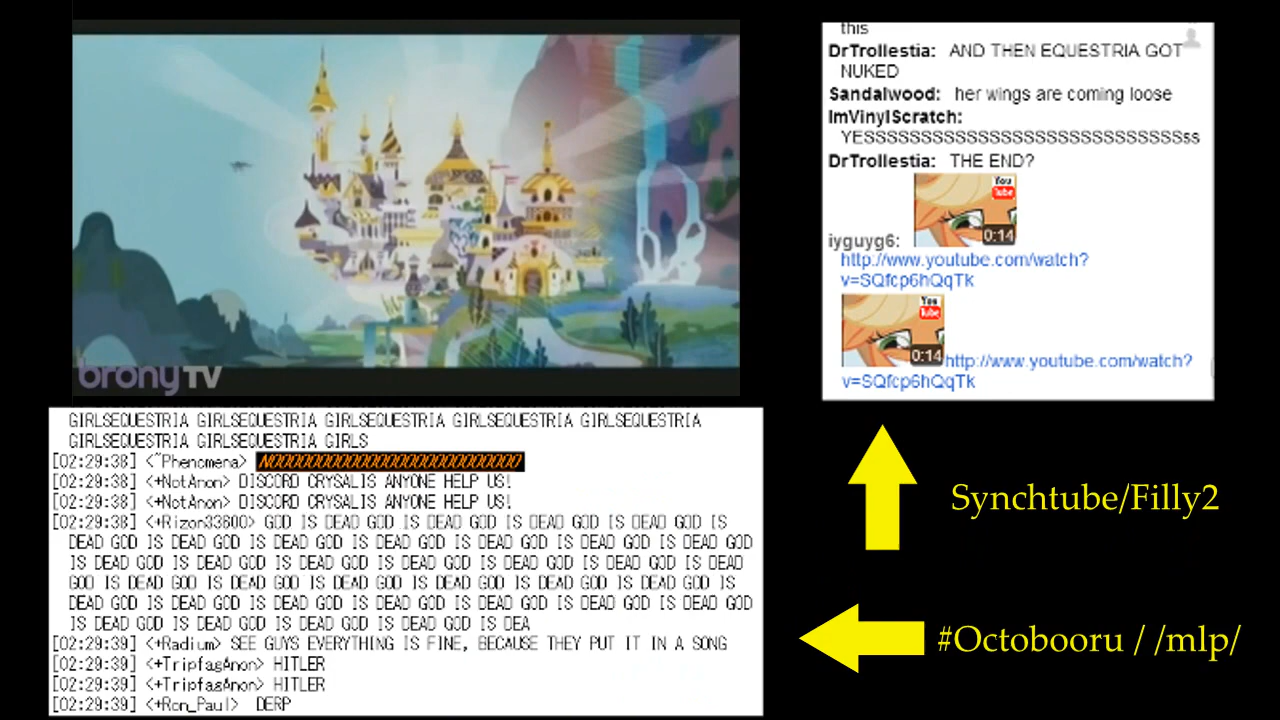 this
DrTrollestia: AND THEN EQUESTRIA GOT
NUKED
Sandalwood: her wings are coming loose
ImVinylScratch:
YESSSSSSSSSSSSSSSSSSSSSSSSSSSSSss
DrTrollestia: THE END?
You
Tube
0:14
iyguyg6:
http://www.youtube.com/watch?
v=SQfcp6hQqTk
You
Tube
0:14
http://www.youtube.com/watch?
v=SQfcp6hQqTk
bronyTV
GIRLSEQUESTRIA GIRLSEQUESTRIA GIRLSEQUESTRIA GIRLSEQUESTRIA GIRLSEQUESTRIA
GIRLSEQUESTRIA GIRLSEQUESTRIA GIRLS
[02:29:38] <~Phenomena> NOOOOOOOOOOOOOOOOOOOOOOOOOOOOO
[02:29:38] <+NotAnon> DISCORD CRYSALIS ANYONE HELP US!
[02:29:38] <+NotAnon> DISCORD CRYSALIS ANYONE HELP US!
[02:29:38] <+Rizon33600> GOD IS DEAD GOD IS DEAD GOD IS DEAD GOD IS DEAD GOD IS
DEAD GOD IS DEAD GOD IS DEAD GOD IS DEAD GOD IS DEAD GOD IS DEAD GOD IS DEAD GOD
IS DEAD GOD IS DEAD GOD IS DEAD GOD IS DEAD GOD IS DEAD GOD IS DEAD GOD IS DEAD
GOD IS DEAD GOD IS DEAD GOD IS DEAD GOD IS DEAD GOD IS DEAD GOD IS DEAD GOD IS
DEAD GOD IS DEAD GOD IS DEAD GOD IS DEAD GOD IS DEAD GOD IS DEAD GOD IS DEAD GOD
IS DEAD GOD IS DEAD GOD IS DEAD GOD IS DEAD GOD IS DEA
[02:29:39] <+Radium> SEE GUYS EVERYTHING IS FINE, BECAUSE THEY PUT IT IN A SONG
[02:29:39] <+TripfagAnon> HITLER
[02:29:39] <+TripfagAnon> HITLER
[02:29:39] <+Ron_Paul> DERP
Synchtube/Filly2
#Octobooru / /mlp/